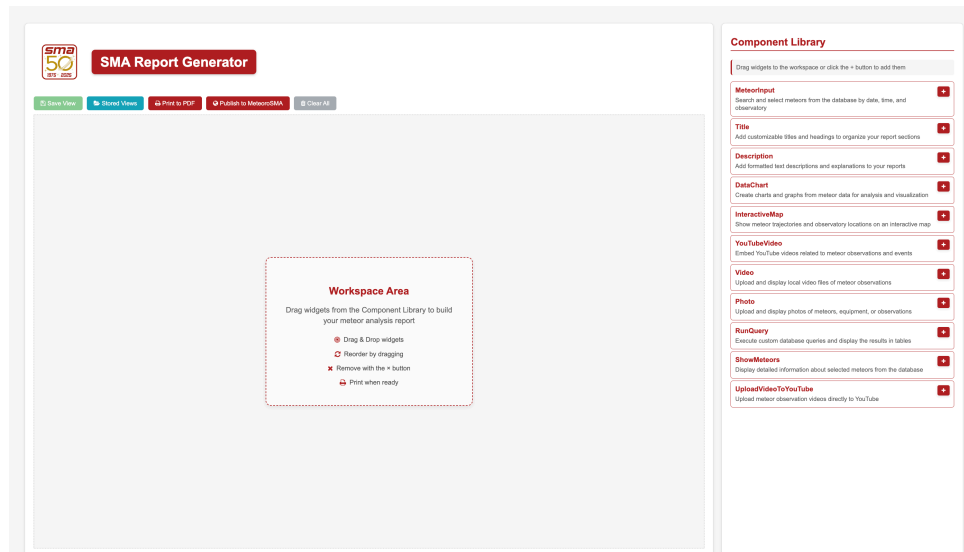 sma
50
1975 - 2025
SMA Report Generator
Save View
Stored Views
Print to PDF
Publish to MeteoroSMA
Clear All
Workspace Area
Drag widgets from the Component Library to build
your meteor analysis report
Drag & Drop widgets
Reorder by dragging
Remove with the × button
Print when ready
Component Library
Drag widgets to the workspace or click the + button to add them
MeteorInput
+
Search and select meteors from the database by date, time, and
observatory
Title
+
Add customizable titles and headings to organize your report sections
Description
+
Add formatted text descriptions and explanations to your reports
DataChart
+
Create charts and graphs from meteor data for analysis and visualization
InteractiveMap
+
Show meteor trajectories and observatory locations on an interactive map
YouTubeVideo
+
Embed YouTube videos related to meteor observations and events
Video
+
Upload and display local video files of meteor observations
Photo
+
Upload and display photos of meteors, equipment, or observations
RunQuery
+
Execute custom database queries and display the results in tables
ShowMeteors
+
Display detailed information about selected meteors from the database
UploadVideoToYouTube
+
Upload meteor observation videos directly to YouTube